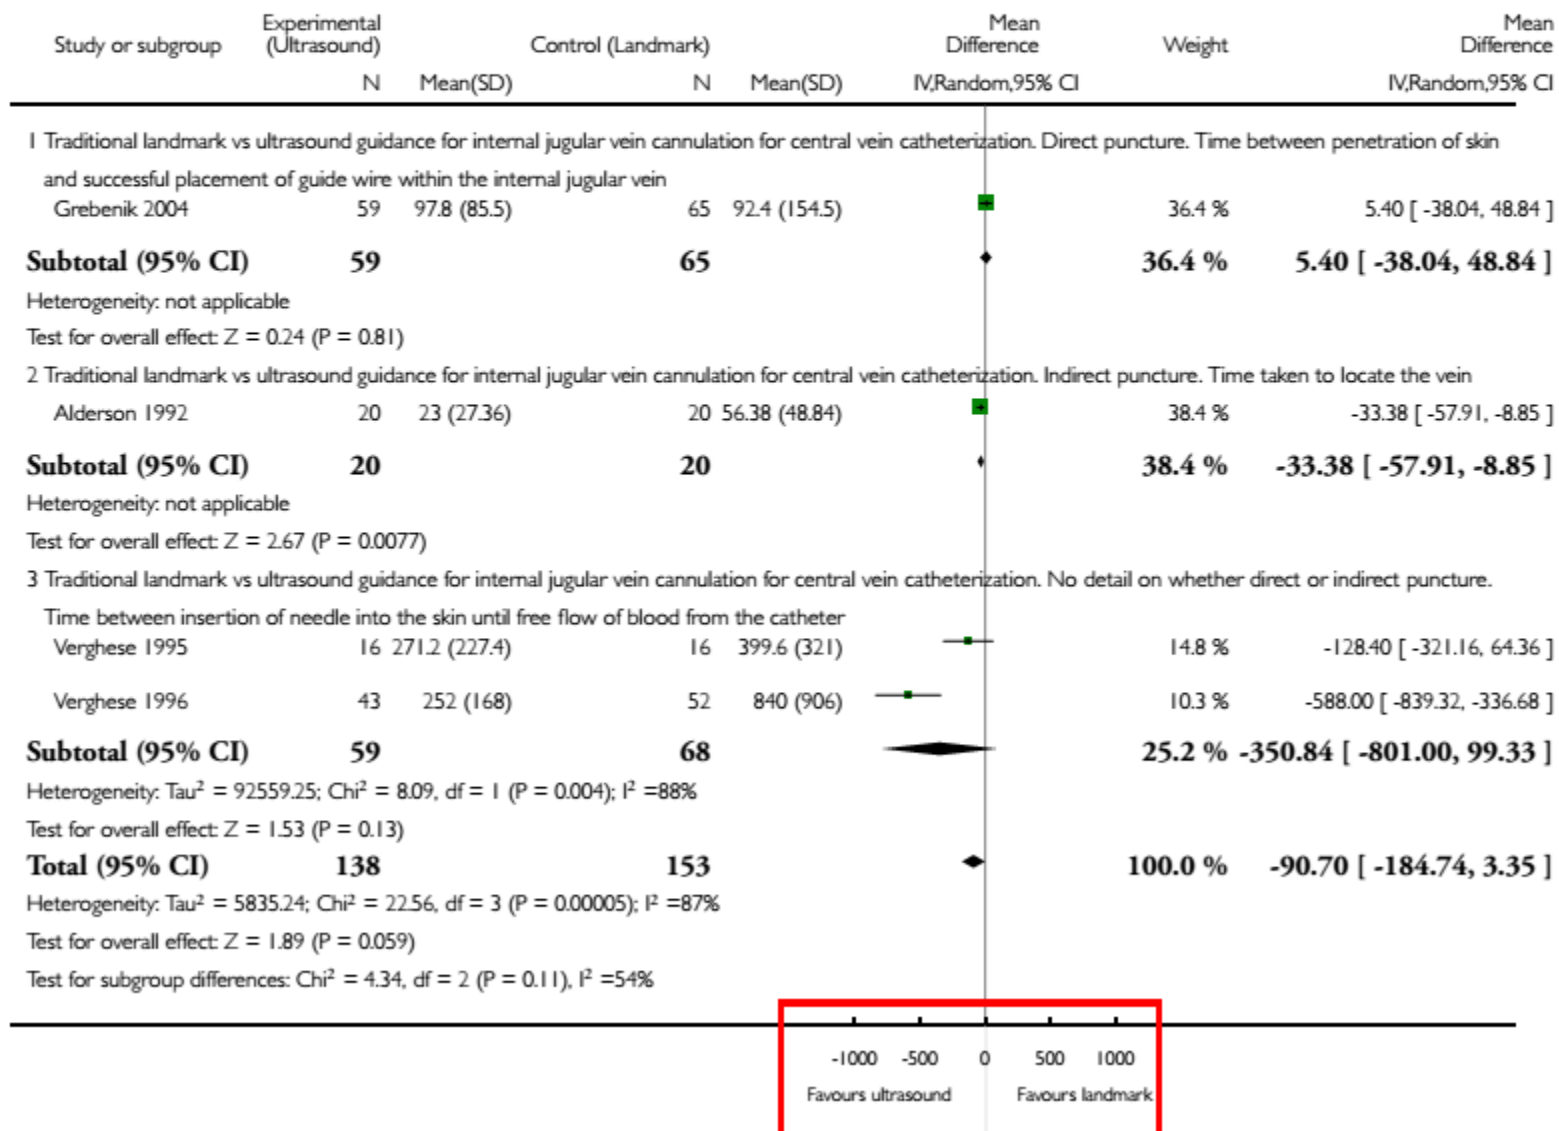 Study or subgroup Experimental (Ultrasound) Control (Landmark) Mean Difference Weight Mean Difference
N Mean(SD) N Mean(SD) IV,Random,95% CI IV,Random,95% CI
1 Traditional landmark vs ultrasound guidance for internal jugular vein cannulation for central vein catheterization. Direct puncture. Time between penetration of skin
and successful placement of guide wire within the internal jugular vein
Grebenik 2004 59 97.8 (85.5) 65 92.4 (154.5) 36.4 % 5.40 [ -38.04, 48.84 ]
Subtotal (95% CI) 59 65 36.4 % 5.40 [ -38.04, 48.84 ]
Heterogeneity: not applicable
Test for overall effect: Z = 0.24 (P = 0.81)
2 Traditional landmark vs ultrasound guidance for internal jugular vein cannulation for central vein catheterization. Indirect puncture. Time taken to locate the vein
Alderson 1992 20 23 (27.36) 20 56.38 (48.84) 38.4 % -33.38 [ -57.91, -8.85 ]
Subtotal (95% CI) 20 20 38.4 % -33.38 [ -57.91, -8.85 ]
Heterogeneity: not applicable
Test for overall effect: Z = 2.67 (P = 0.0077)
3 Traditional landmark vs ultrasound guidance for internal jugular vein cannulation for central vein catheterization. No detail on whether direct or indirect puncture.
Time between insertion of needle into the skin until free flow of blood from the catheter
Verghese 1995 16 271.2 (227.4) 16 399.6 (321) 14.8 % -128.40 [ -321.16, 64.36 ]
Verghese 1996 43 252 (168) 52 840 (906) 10.3 % -588.00 [ -839.32, -336.68 ]
Subtotal (95% CI) 59 68 25.2 % -350.84 [ -801.00, 99.33 ]
Heterogeneity: Tau² = 92559.25; Chi² = 8.09, df = 1 (P = 0.004); I² =88%
Test for overall effect: Z = 1.53 (P = 0.13)
Total (95% CI) 138 153 100.0 % -90.70 [ -184.74, 3.35 ]
Heterogeneity: Tau² = 5835.24; Chi² = 22.56, df = 3 (P = 0.00005); I² =87%
Test for overall effect: Z = 1.89 (P = 0.059)
Test for subgroup differences: Chi² = 4.34, df = 2 (P = 0.11), I² =54%
-1000 -500 0 500 1000
Favours ultrasound Favours landmark